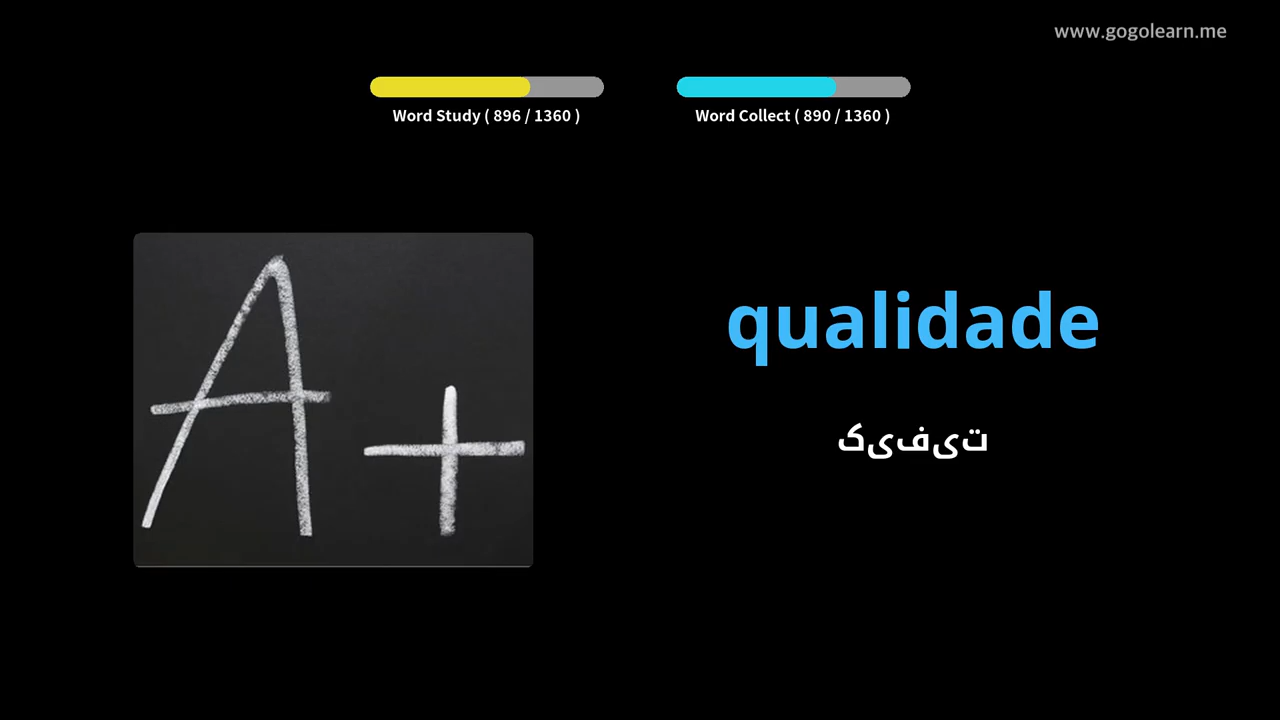 www.gogolearn.me
Word Study ( 896 / 1360 )
Word Collect ( 890 / 1360 )
A+
qualidade
کیفیت